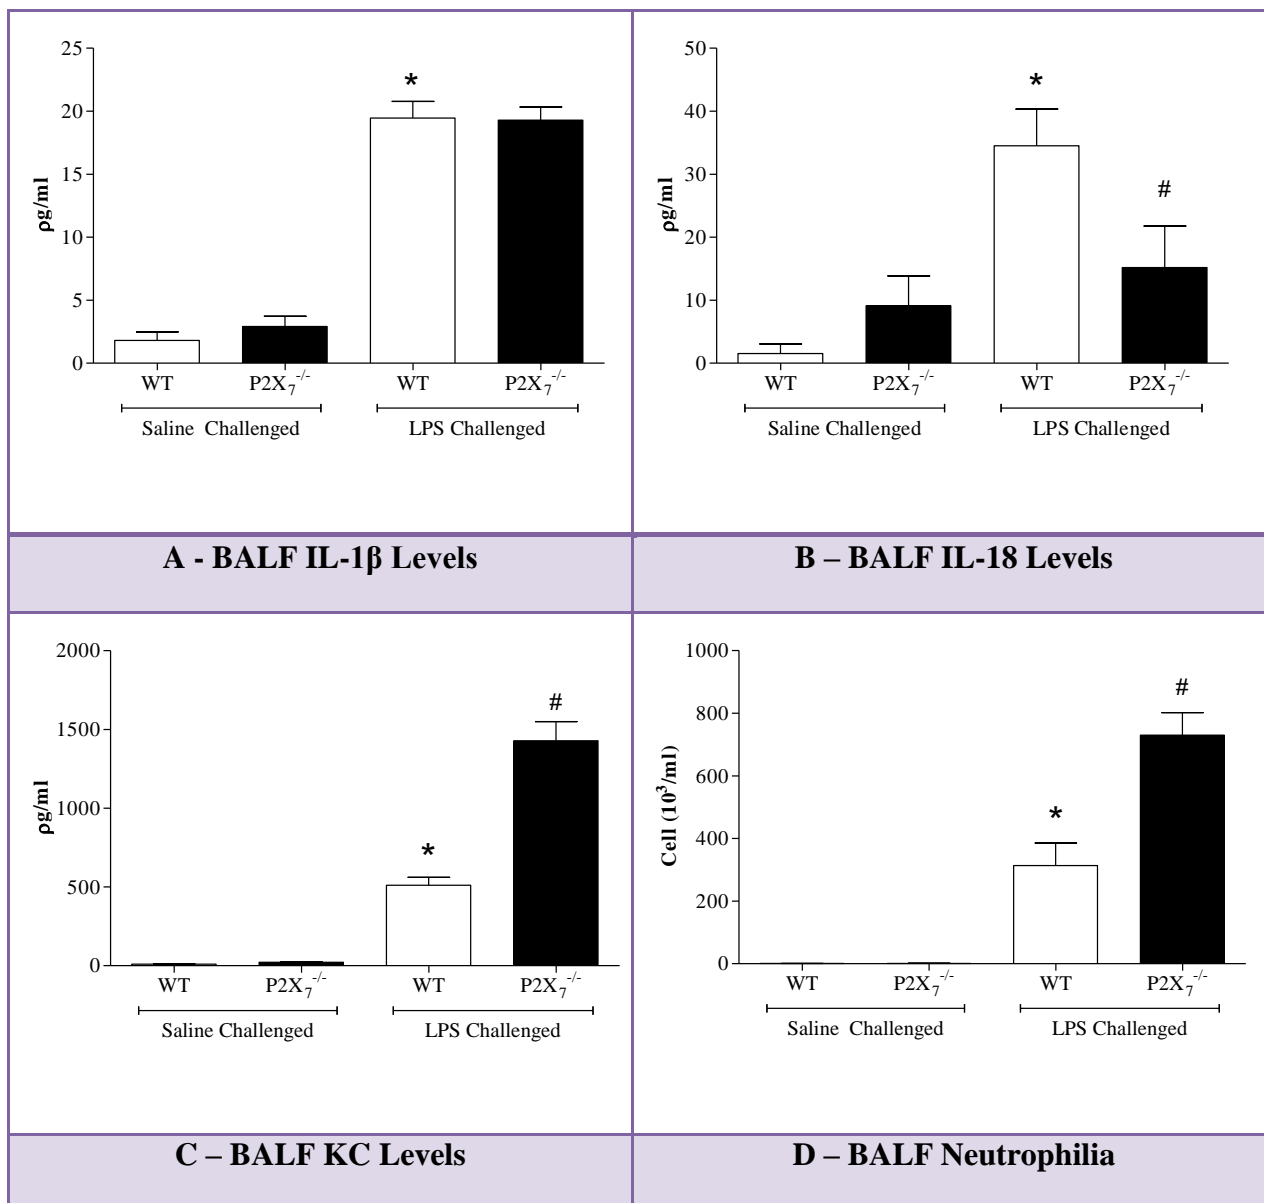 25
20
15
10
5
0
ρg/ml
*
WT P2X7-/- WT P2X7-/-
Saline Challenged LPS Challenged
50
40
30
20
10
0
ρg/ml
*
#
WT P2X7-/- WT P2X7-/-
Saline Challenged LPS Challenged
A - BALF IL-1β Levels
B – BALF IL-18 Levels
2000
1500
1000
500
0
ρg/ml
*
#
WT P2X7-/- WT P2X7-/-
Saline Challenged LPS Challenged
1000
800
600
400
200
0
Cell (10³/ml)
*
#
WT P2X7-/- WT P2X7-/-
Saline Challenged LPS Challenged
C – BALF KC Levels
D – BALF Neutrophilia